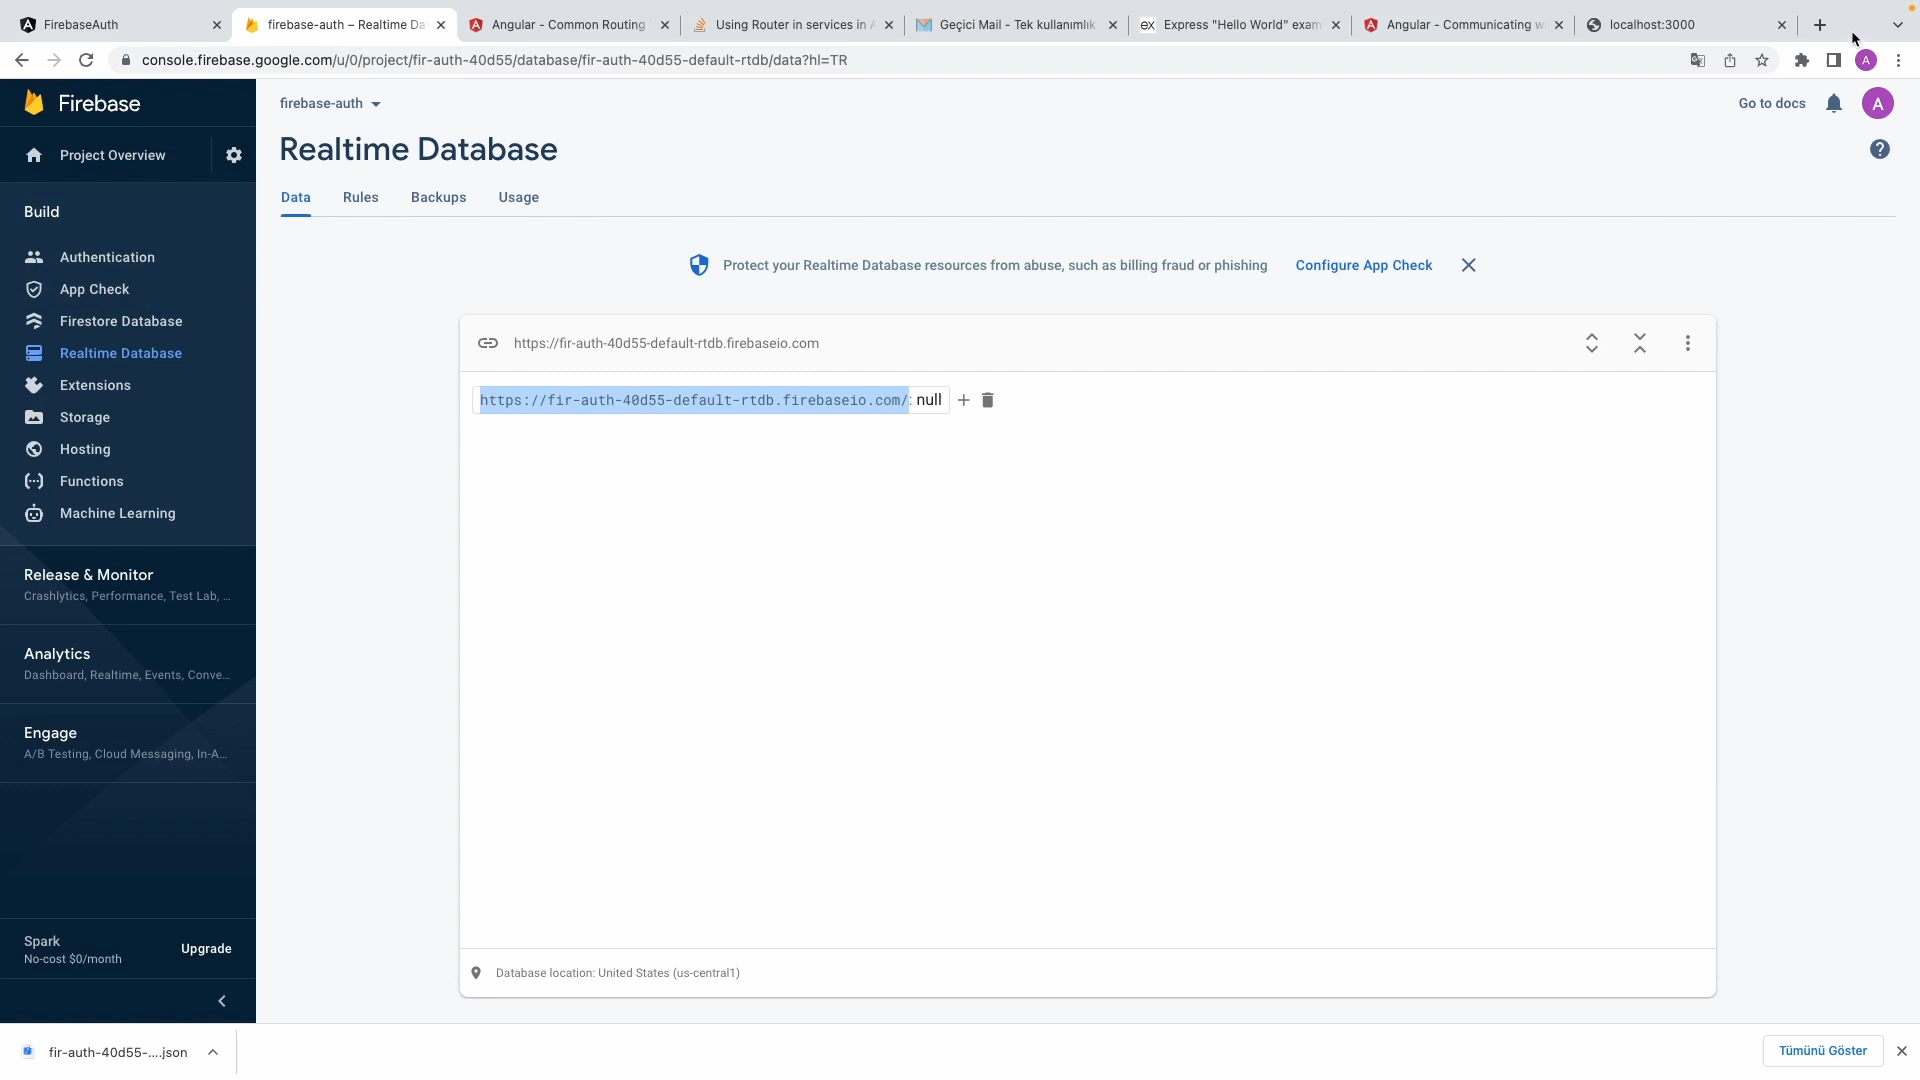 FirebaseAuth
firebase-auth – Realtime Da
Angular - Common Routing
Using Router in services in A
Geçici Mail - Tek kullanımlık
ex Express "Hello World" exam
Angular - Communicating w
localhost:3000
console.firebase.google.com/u/0/project/fir-auth-40d55/database/fir-auth-40d55-default-rtdb/data?hl=TR
A
Firebase
firebase-auth
Go to docs
A
Project Overview
Realtime Database
Data
Rules
Backups
Usage
Build
Authentication
App Check
Firestore Database
Realtime Database
Extensions
Storage
Hosting
Functions
Machine Learning
Protect your Realtime Database resources from abuse, such as billing fraud or phishing
Configure App Check
https://fir-auth-40d55-default-rtdb.firebaseio.com
https://fir-auth-40d55-default-rtdb.firebaseio.com/: null
Release & Monitor
Crashlytics, Performance, Test Lab, ...
Analytics
Dashboard, Realtime, Events, Conve...
Engage
A/B Testing, Cloud Messaging, In-A...
Spark
No-cost $0/month
Upgrade
Database location: United States (us-central1)
fir-auth-40d55-....json
Tümünü Göster